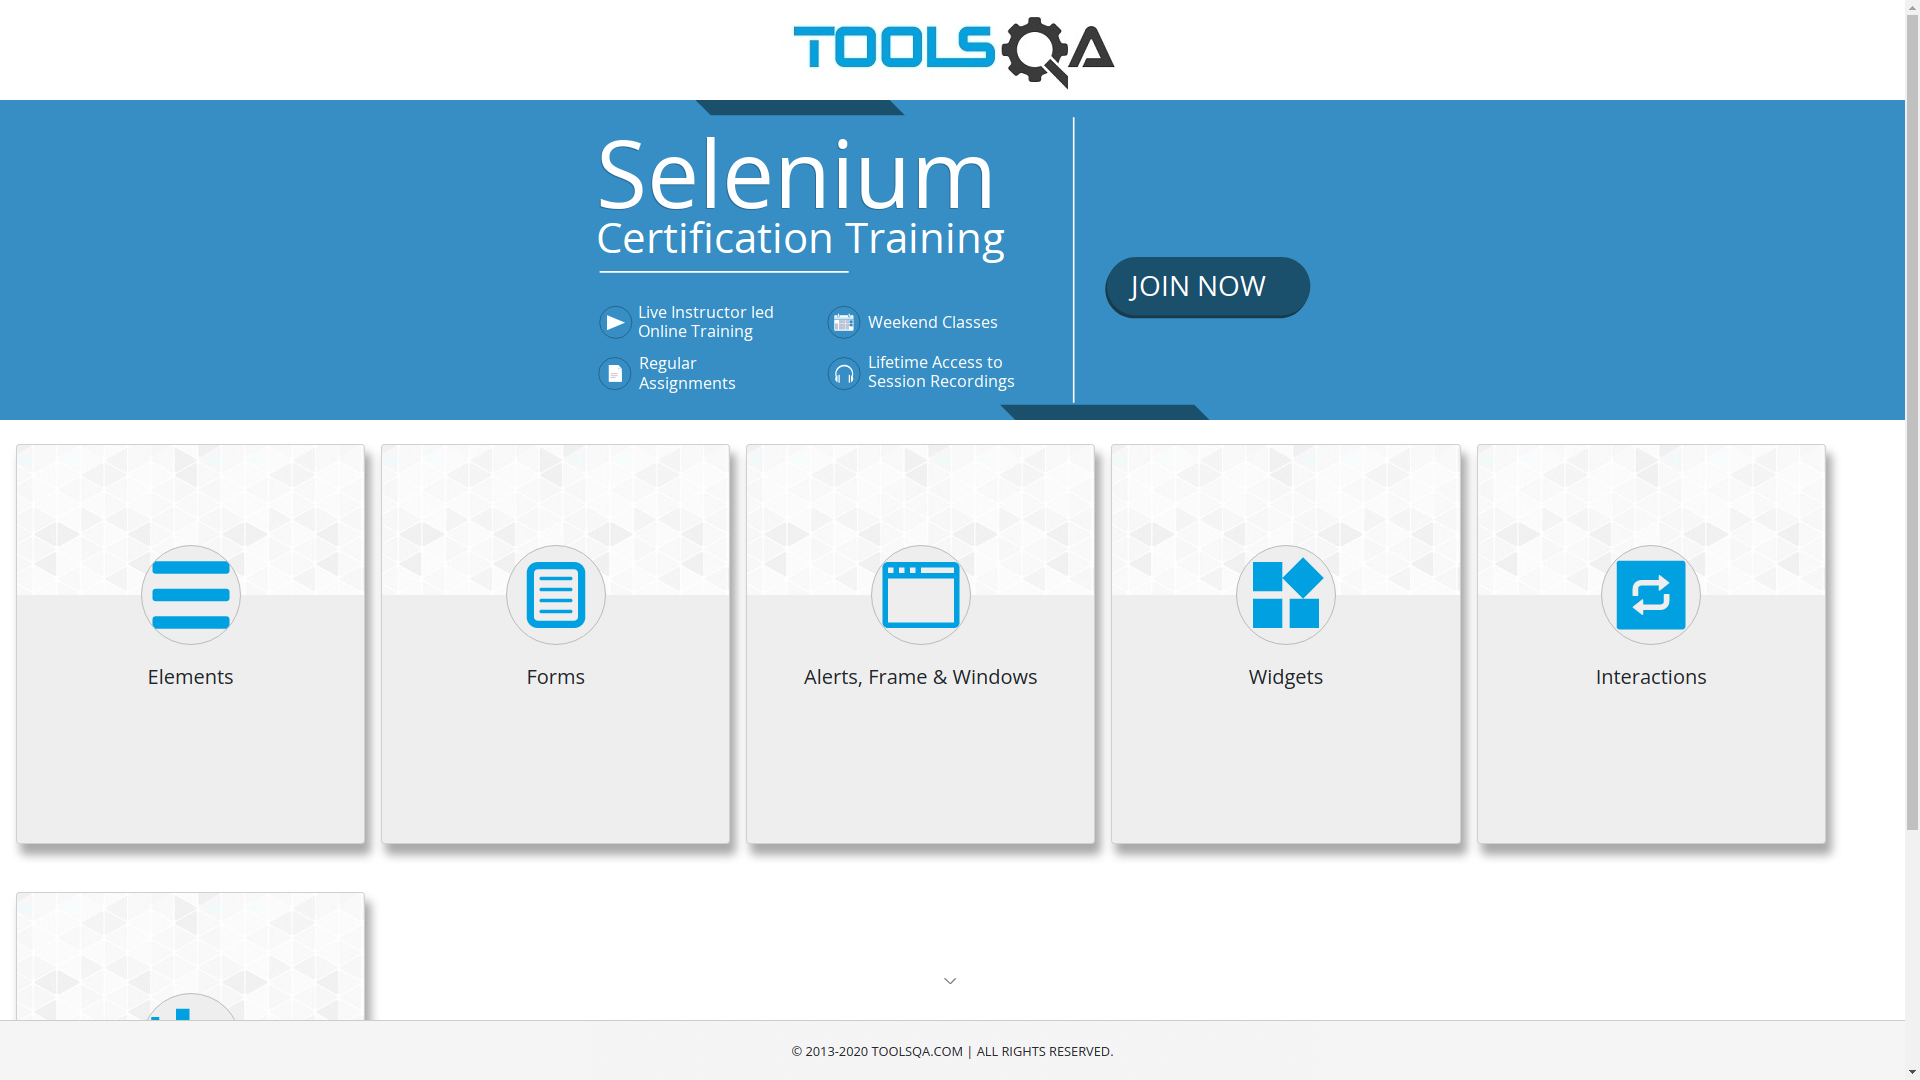 TOOLSQA
Selenium
Certification Training
Live Instructor led
Online Training
Weekend Classes
Regular
Assignments
Lifetime Access to
Session Recordings
JOIN NOW
Elements
Forms
Alerts, Frame & Windows
Widgets
Interactions
© 2013-2020 TOOLSQA.COM | ALL RIGHTS RESERVED.